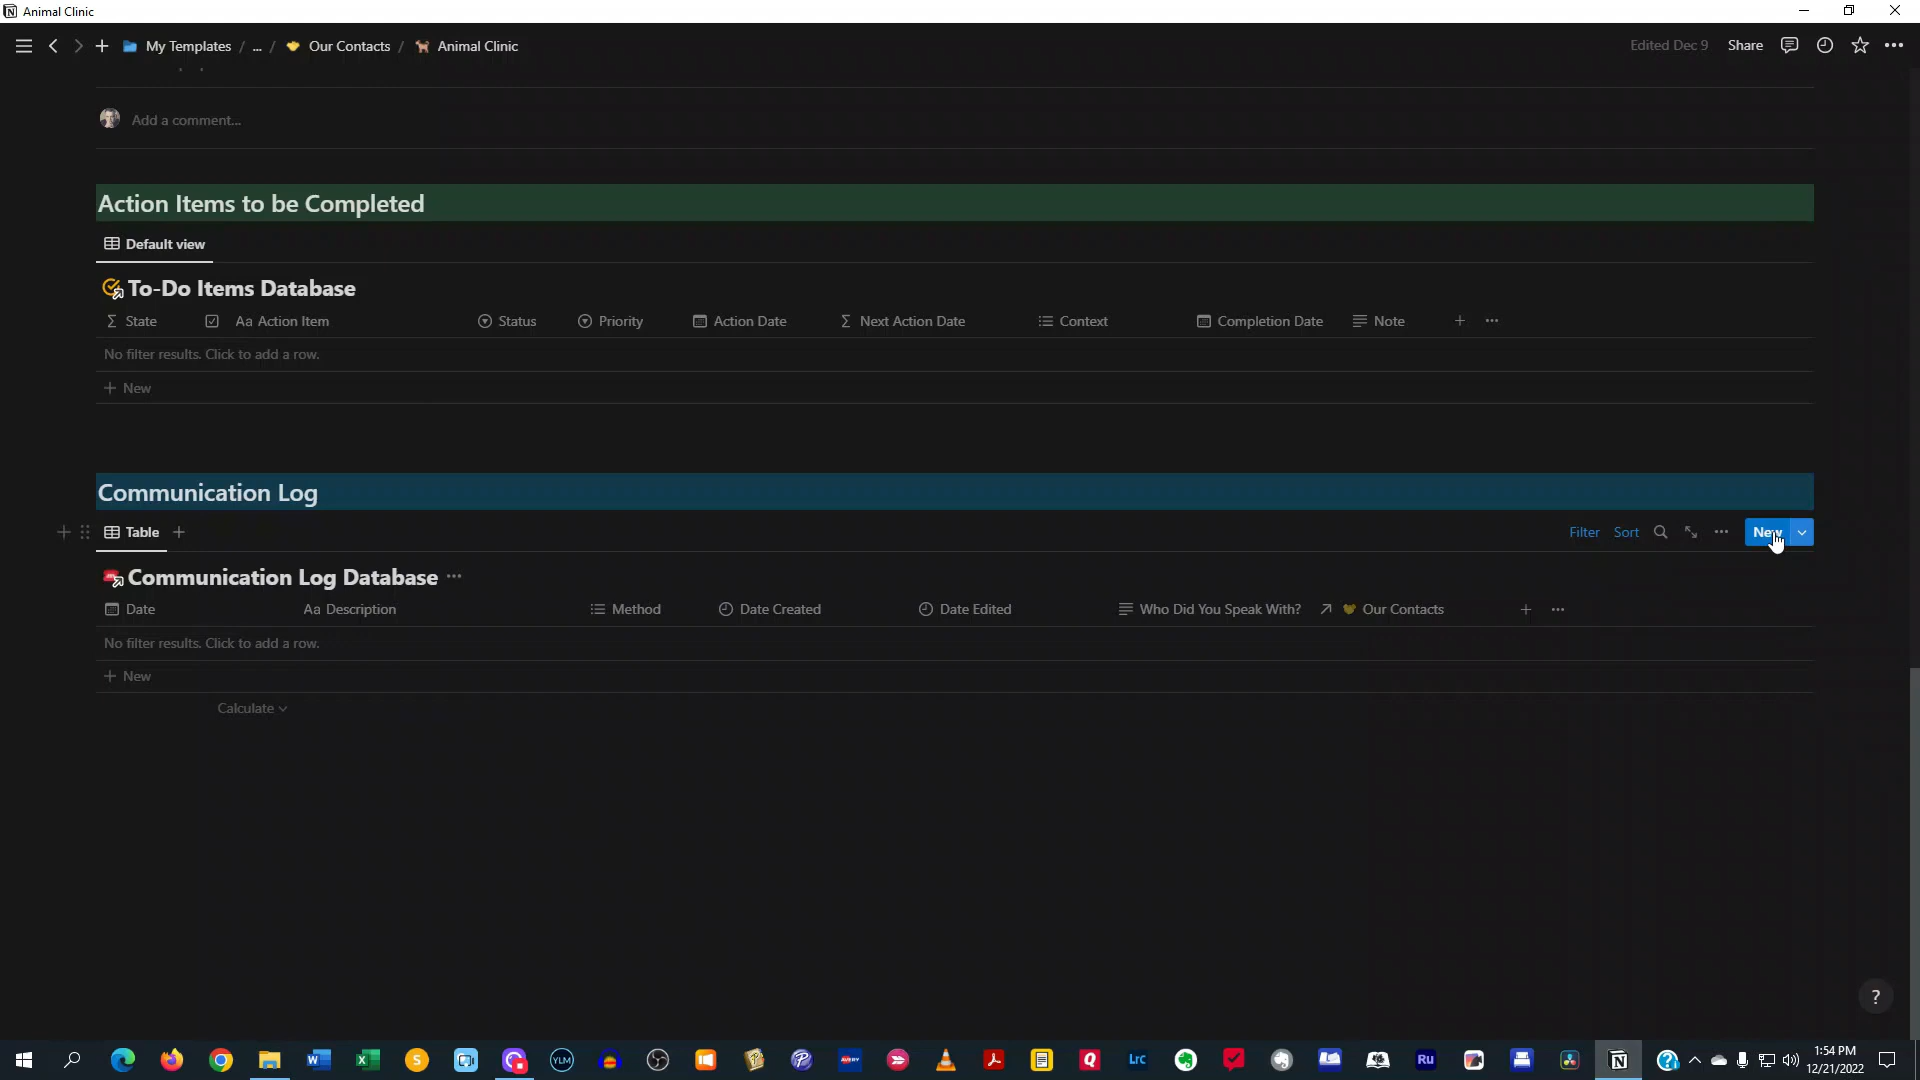 Animal Clinic
My Templates / ... / Our Contacts / Animal Clinic
Edited Dec 9 Share
Add a comment...
Action Items to be Completed
Default view
To-Do Items Database
State Aa Action Item Status Priority Action Date Next Action Date Context Completion Date Note
No filter results. Click to add a row.
+ New
Communication Log
Table
Filter Sort New
Communication Log Database
Date Aa Description Method Date Created Date Edited Who Did You Speak With? Our Contacts
No filter results. Click to add a row.
+ New
Calculate
?
YLM
AVERY
Lrc
Ru
1:54 PM
12/21/2022